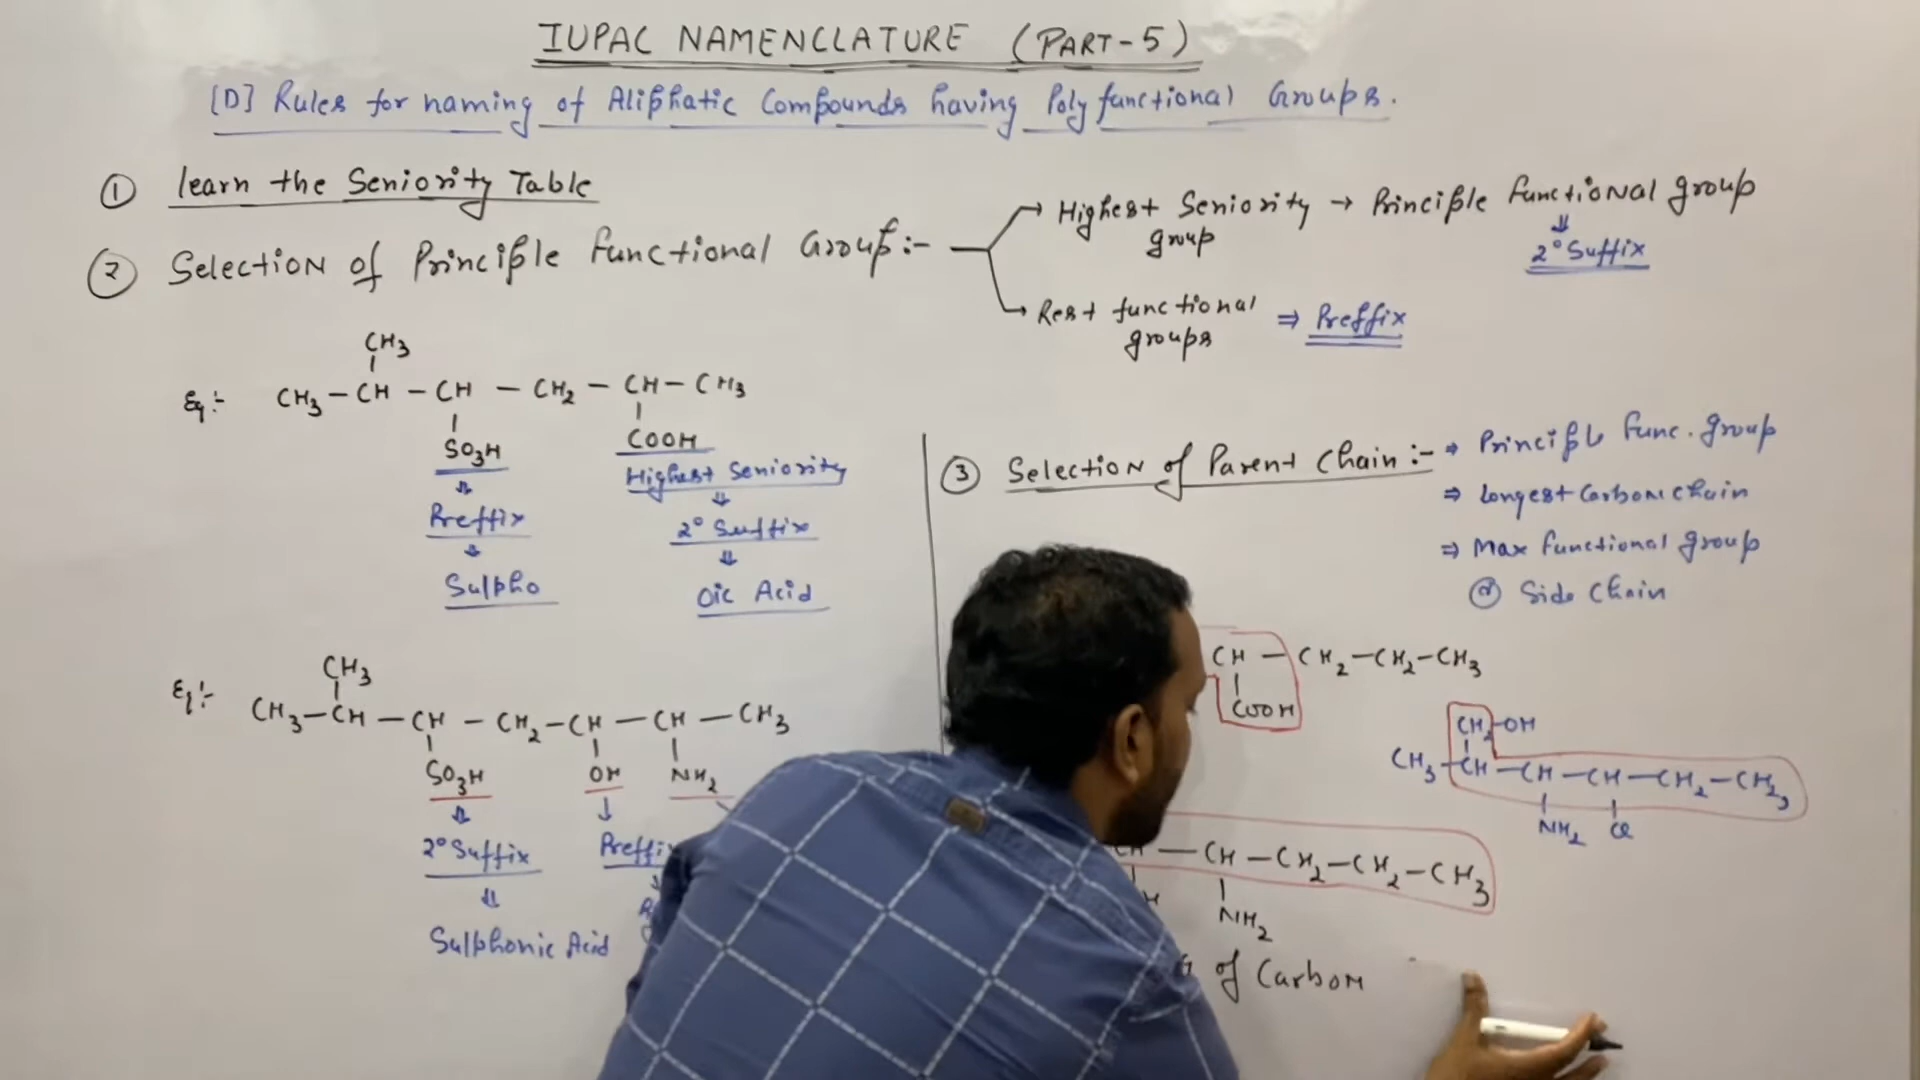 IUPAC NAMENCLATURE (PART-5)
[D] Rules for naming of Aliphatic Compounds having Poly functional Groups.
① learn the Seniority Table
② Selection of Principle functional Group:-
→ Highest Seniority group → Principle functional group
⇓
2° Suffix
→ Rest functional groups ⇒ Preffix
Eg:-
CH3
CH3 - CH - CH - CH2 - CH - CH3
SO3H
COOH
⇓
Preffix
⇓
Sulpho
Highest Seniority
⇓
2° Suffix
⇓
Oic Acid
Eg:-
CH3
CH3 - CH - CH - CH2 - CH - CH - CH3
SO3H OH NH2
⇓
2° Suffix
⇓
Sulphonic Acid
↓
③ Selection of Parent Chain:- → Principle func. group
⇒ longest Carbon chain
⇒ Max functional group
@ Side Chain
CH - CH2 - CH2 - CH3
COOH
CH2 - OH
CH3 - CH - CH - CH - CH2 - CH3
NH2 Cl
CH - CH - CH2 - CH2 - CH3
NH2
of Carbon